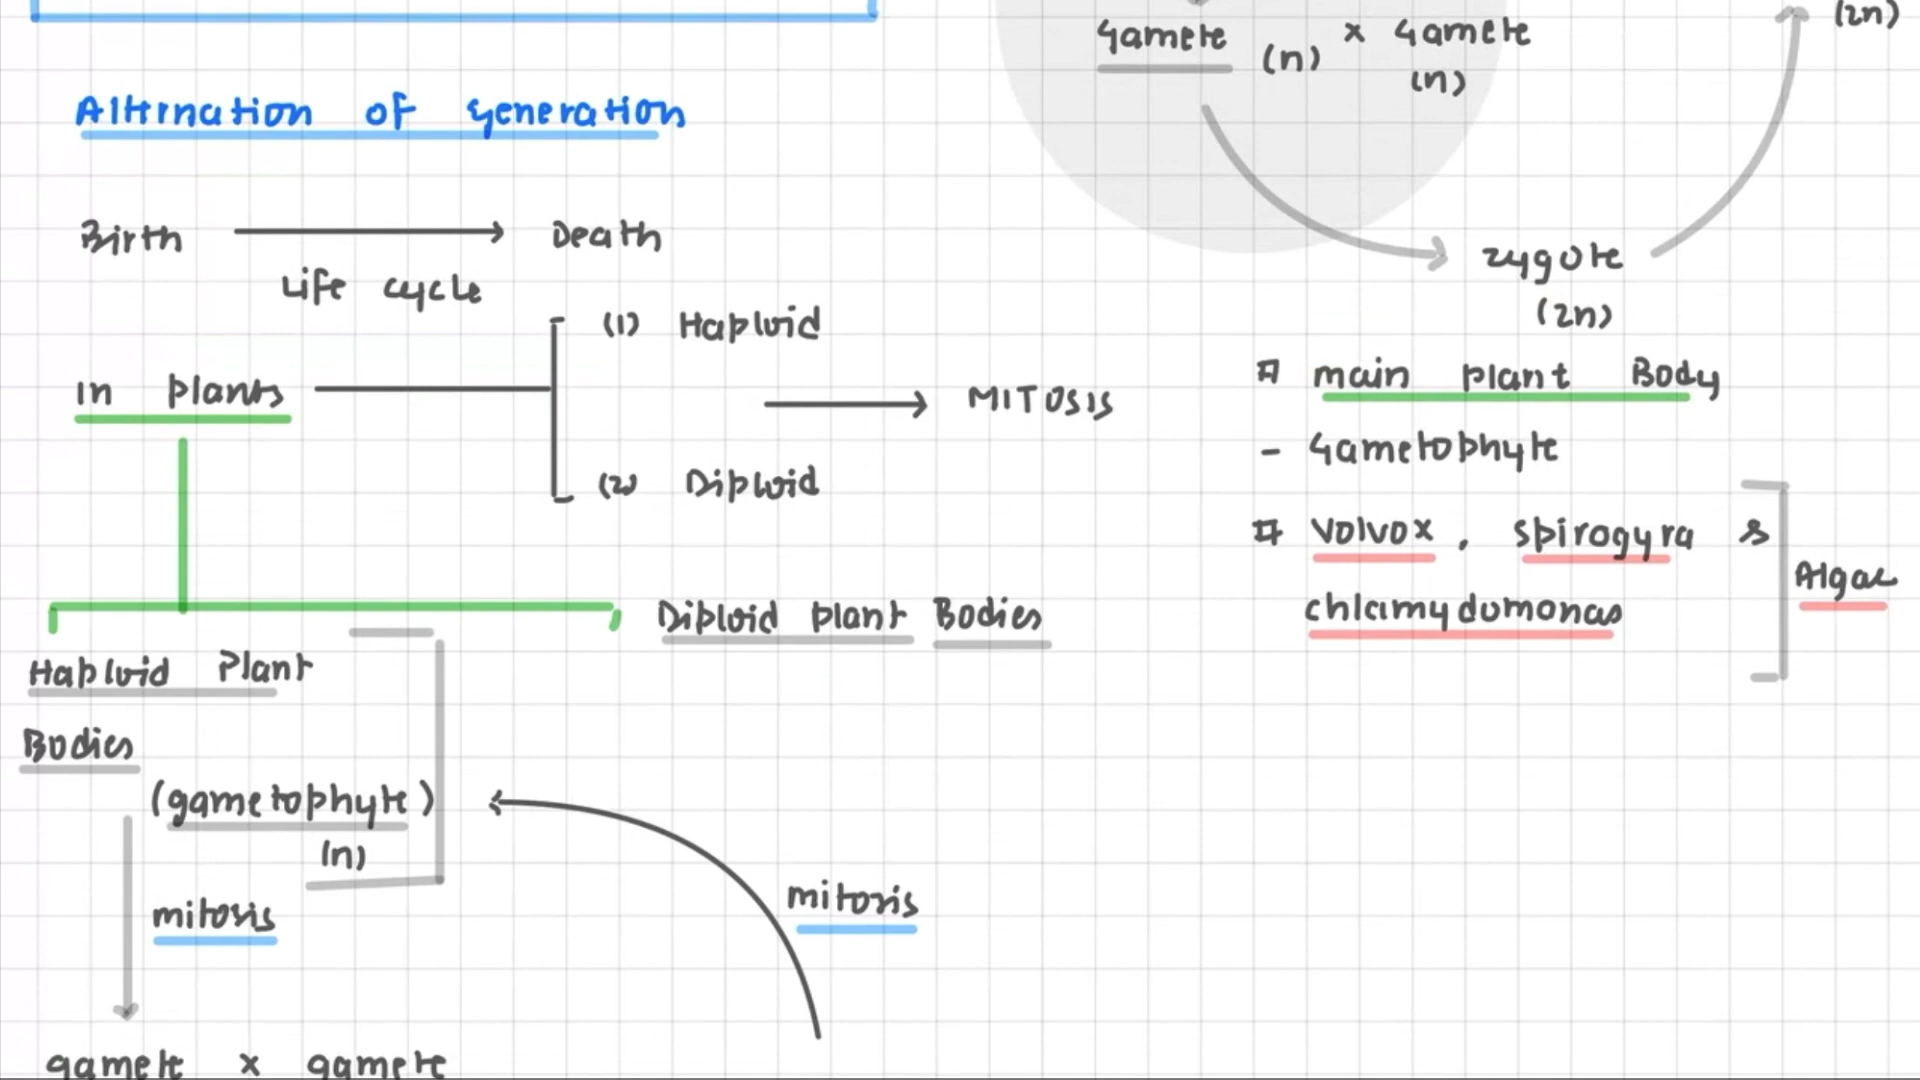 Alternation of generation
Birth → Death
Life cycle
In plants
(1) Haploid
→ MITOSIS
(2) Diploid
Haploid Plant
Bodies
(gametophyte)
(n)
mitosis
gamete x gamete
Diploid plant Bodies
mitosis
Gamete (n) x Gamete
(n)
(2n)
zygote
(2n)
# main plant Body
- Gametophyte
# Volvox, spirogyra &
chlamydomonas
Algae